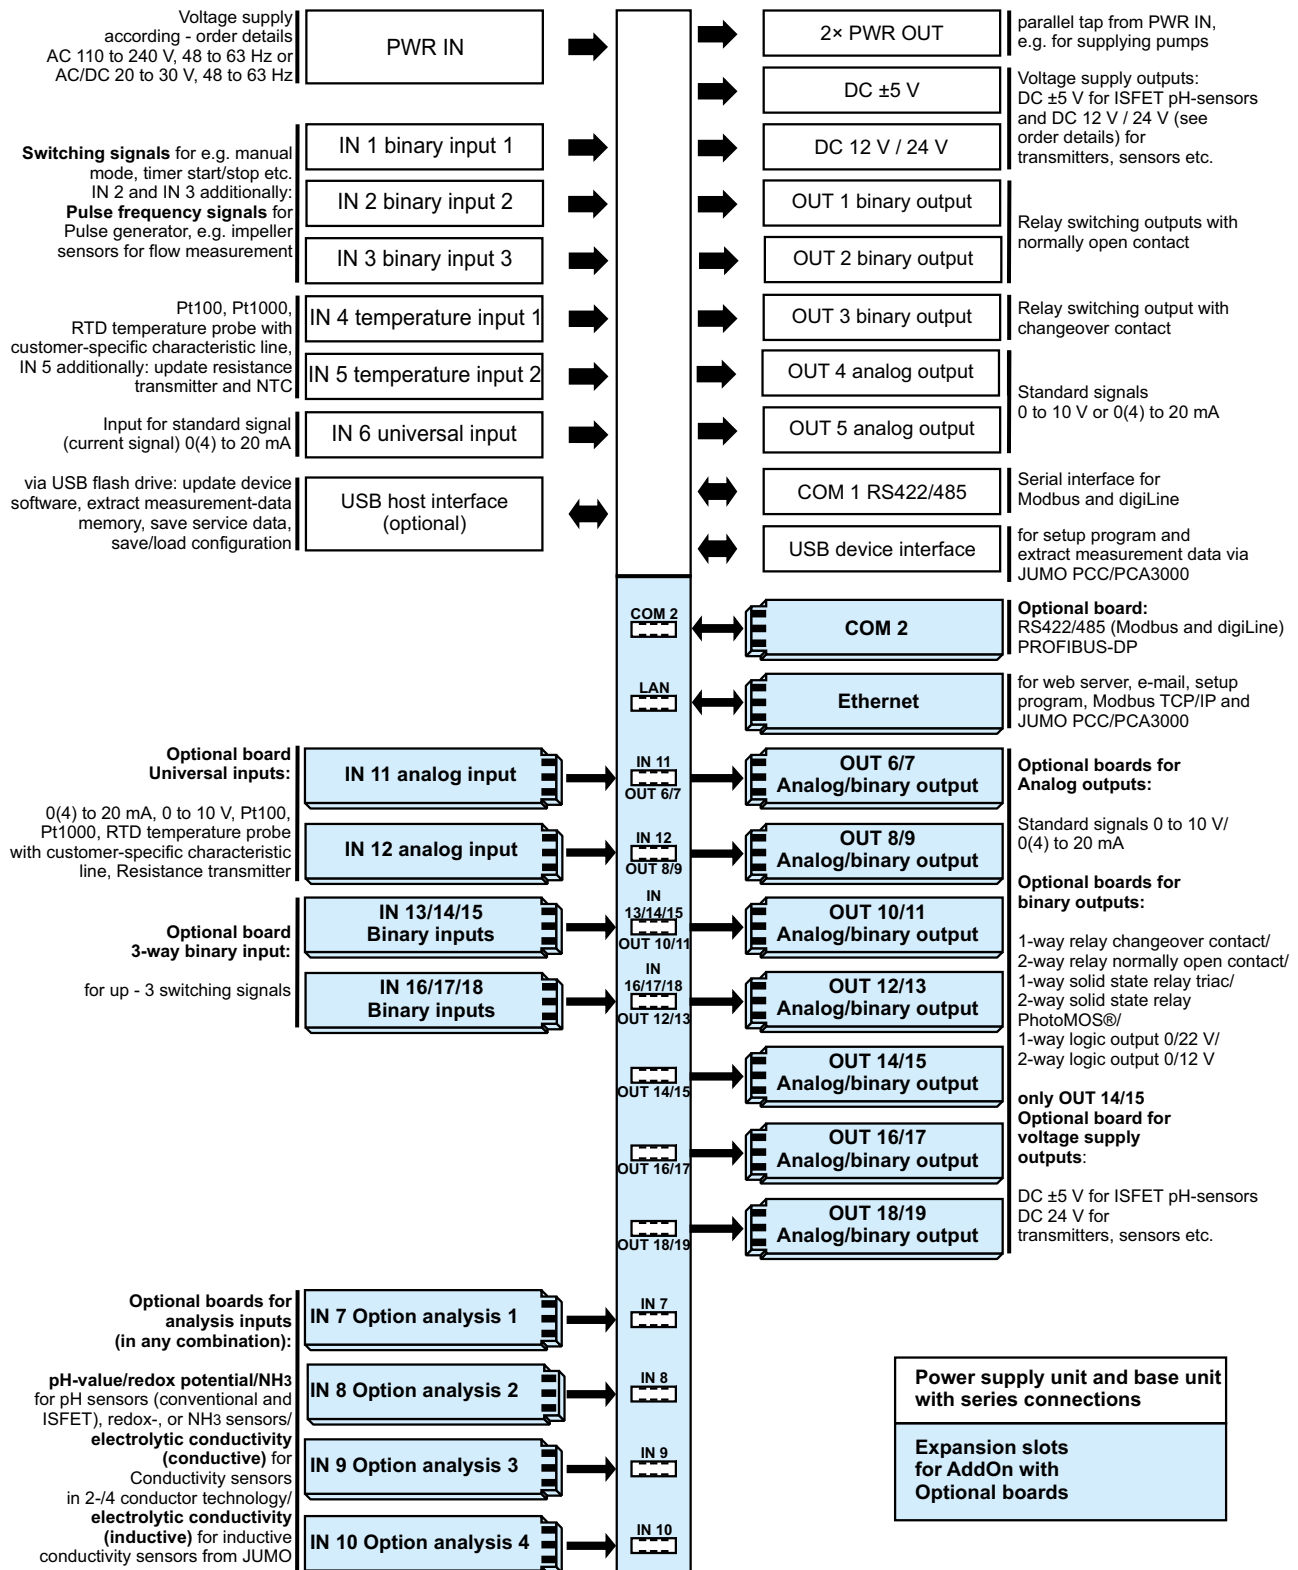 Voltage supply
according - order details
AC 110 to 240 V, 48 to 63 Hz or
AC/DC 20 to 30 V, 48 to 63 Hz
PWR IN
2× PWR OUT
parallel tap from PWR IN,
e.g. for supplying pumps
DC ±5 V
DC 12 V / 24 V
Voltage supply outputs:
DC ±5 V for ISFET pH-sensors
and DC 12 V / 24 V (see
order details) for
transmitters, sensors etc.
Switching signals for e.g. manual
mode, timer start/stop etc.
IN 2 and IN 3 additionally:
Pulse frequency signals for
Pulse generator, e.g. impeller
sensors for flow measurement
IN 1 binary input 1
IN 2 binary input 2
IN 3 binary input 3
OUT 1 binary output
OUT 2 binary output
Relay switching outputs with
normally open contact
Pt100, Pt1000,
RTD temperature probe with
customer-specific characteristic line,
IN 5 additionally: update resistance
transmitter and NTC
IN 4 temperature input 1
IN 5 temperature input 2
OUT 3 binary output
Relay switching output with
changeover contact
OUT 4 analog output
OUT 5 analog output
Standard signals
0 to 10 V or 0(4) to 20 mA
Input for standard signal
(current signal) 0(4) to 20 mA
IN 6 universal input
via USB flash drive: update device
software, extract measurement-data
memory, save service data,
save/load configuration
USB host interface
(optional)
COM 1 RS422/485
Serial interface for
Modbus and digiLine
USB device interface
for setup program and
extract measurement data via
JUMO PCC/PCA3000
COM 2
COM 2
Optional board:
RS422/485 (Modbus and digiLine)
PROFIBUS-DP
LAN
Ethernet
for web server, e-mail, setup
program, Modbus TCP/IP and
JUMO PCC/PCA3000
Optional board
Universal inputs:
0(4) to 20 mA, 0 to 10 V, Pt100,
Pt1000, RTD temperature probe
with customer-specific characteristic
line, Resistance transmitter
IN 11 analog input
IN 11
OUT 6/7
OUT 6/7
Analog/binary output
IN 12 analog input
IN 12
OUT 8/9
OUT 8/9
Analog/binary output
Optional boards for
Analog outputs:
Standard signals 0 to 10 V/
0(4) to 20 mA
Optional boards for
binary outputs:
1-way relay changeover contact/
2-way relay normally open contact/
1-way solid state relay triac/
2-way solid state relay
PhotoMOS®/
1-way logic output 0/22 V/
2-way logic output 0/12 V
only OUT 14/15
Optional board for
voltage supply
outputs:
DC ±5 V for ISFET pH-sensors
DC 24 V for
transmitters, sensors etc.
Optional board
3-way binary input:
for up - 3 switching signals
IN 13/14/15
Binary inputs
IN
13/14/15
OUT 10/11
OUT 10/11
Analog/binary output
IN 16/17/18
Binary inputs
IN
16/17/18
OUT 12/13
OUT 12/13
Analog/binary output
OUT 14/15
OUT 14/15
Analog/binary output
OUT 16/17
OUT 16/17
Analog/binary output
OUT 18/19
OUT 18/19
Analog/binary output
Optional boards for
analysis inputs
(in any combination):
pH-value/redox potential/NH3
for pH sensors (conventional and
ISFET), redox-, or NH3 sensors/
electrolytic conductivity
(conductive) for
Conductivity sensors
in 2-/4 conductor technology/
electrolytic conductivity
(inductive) for inductive
conductivity sensors from JUMO
IN 7 Option analysis 1
IN 7
IN 8 Option analysis 2
IN 8
IN 9 Option analysis 3
IN 9
IN 10 Option analysis 4
IN 10
Power supply unit and base unit
with series connections
Expansion slots
for AddOn with
Optional boards